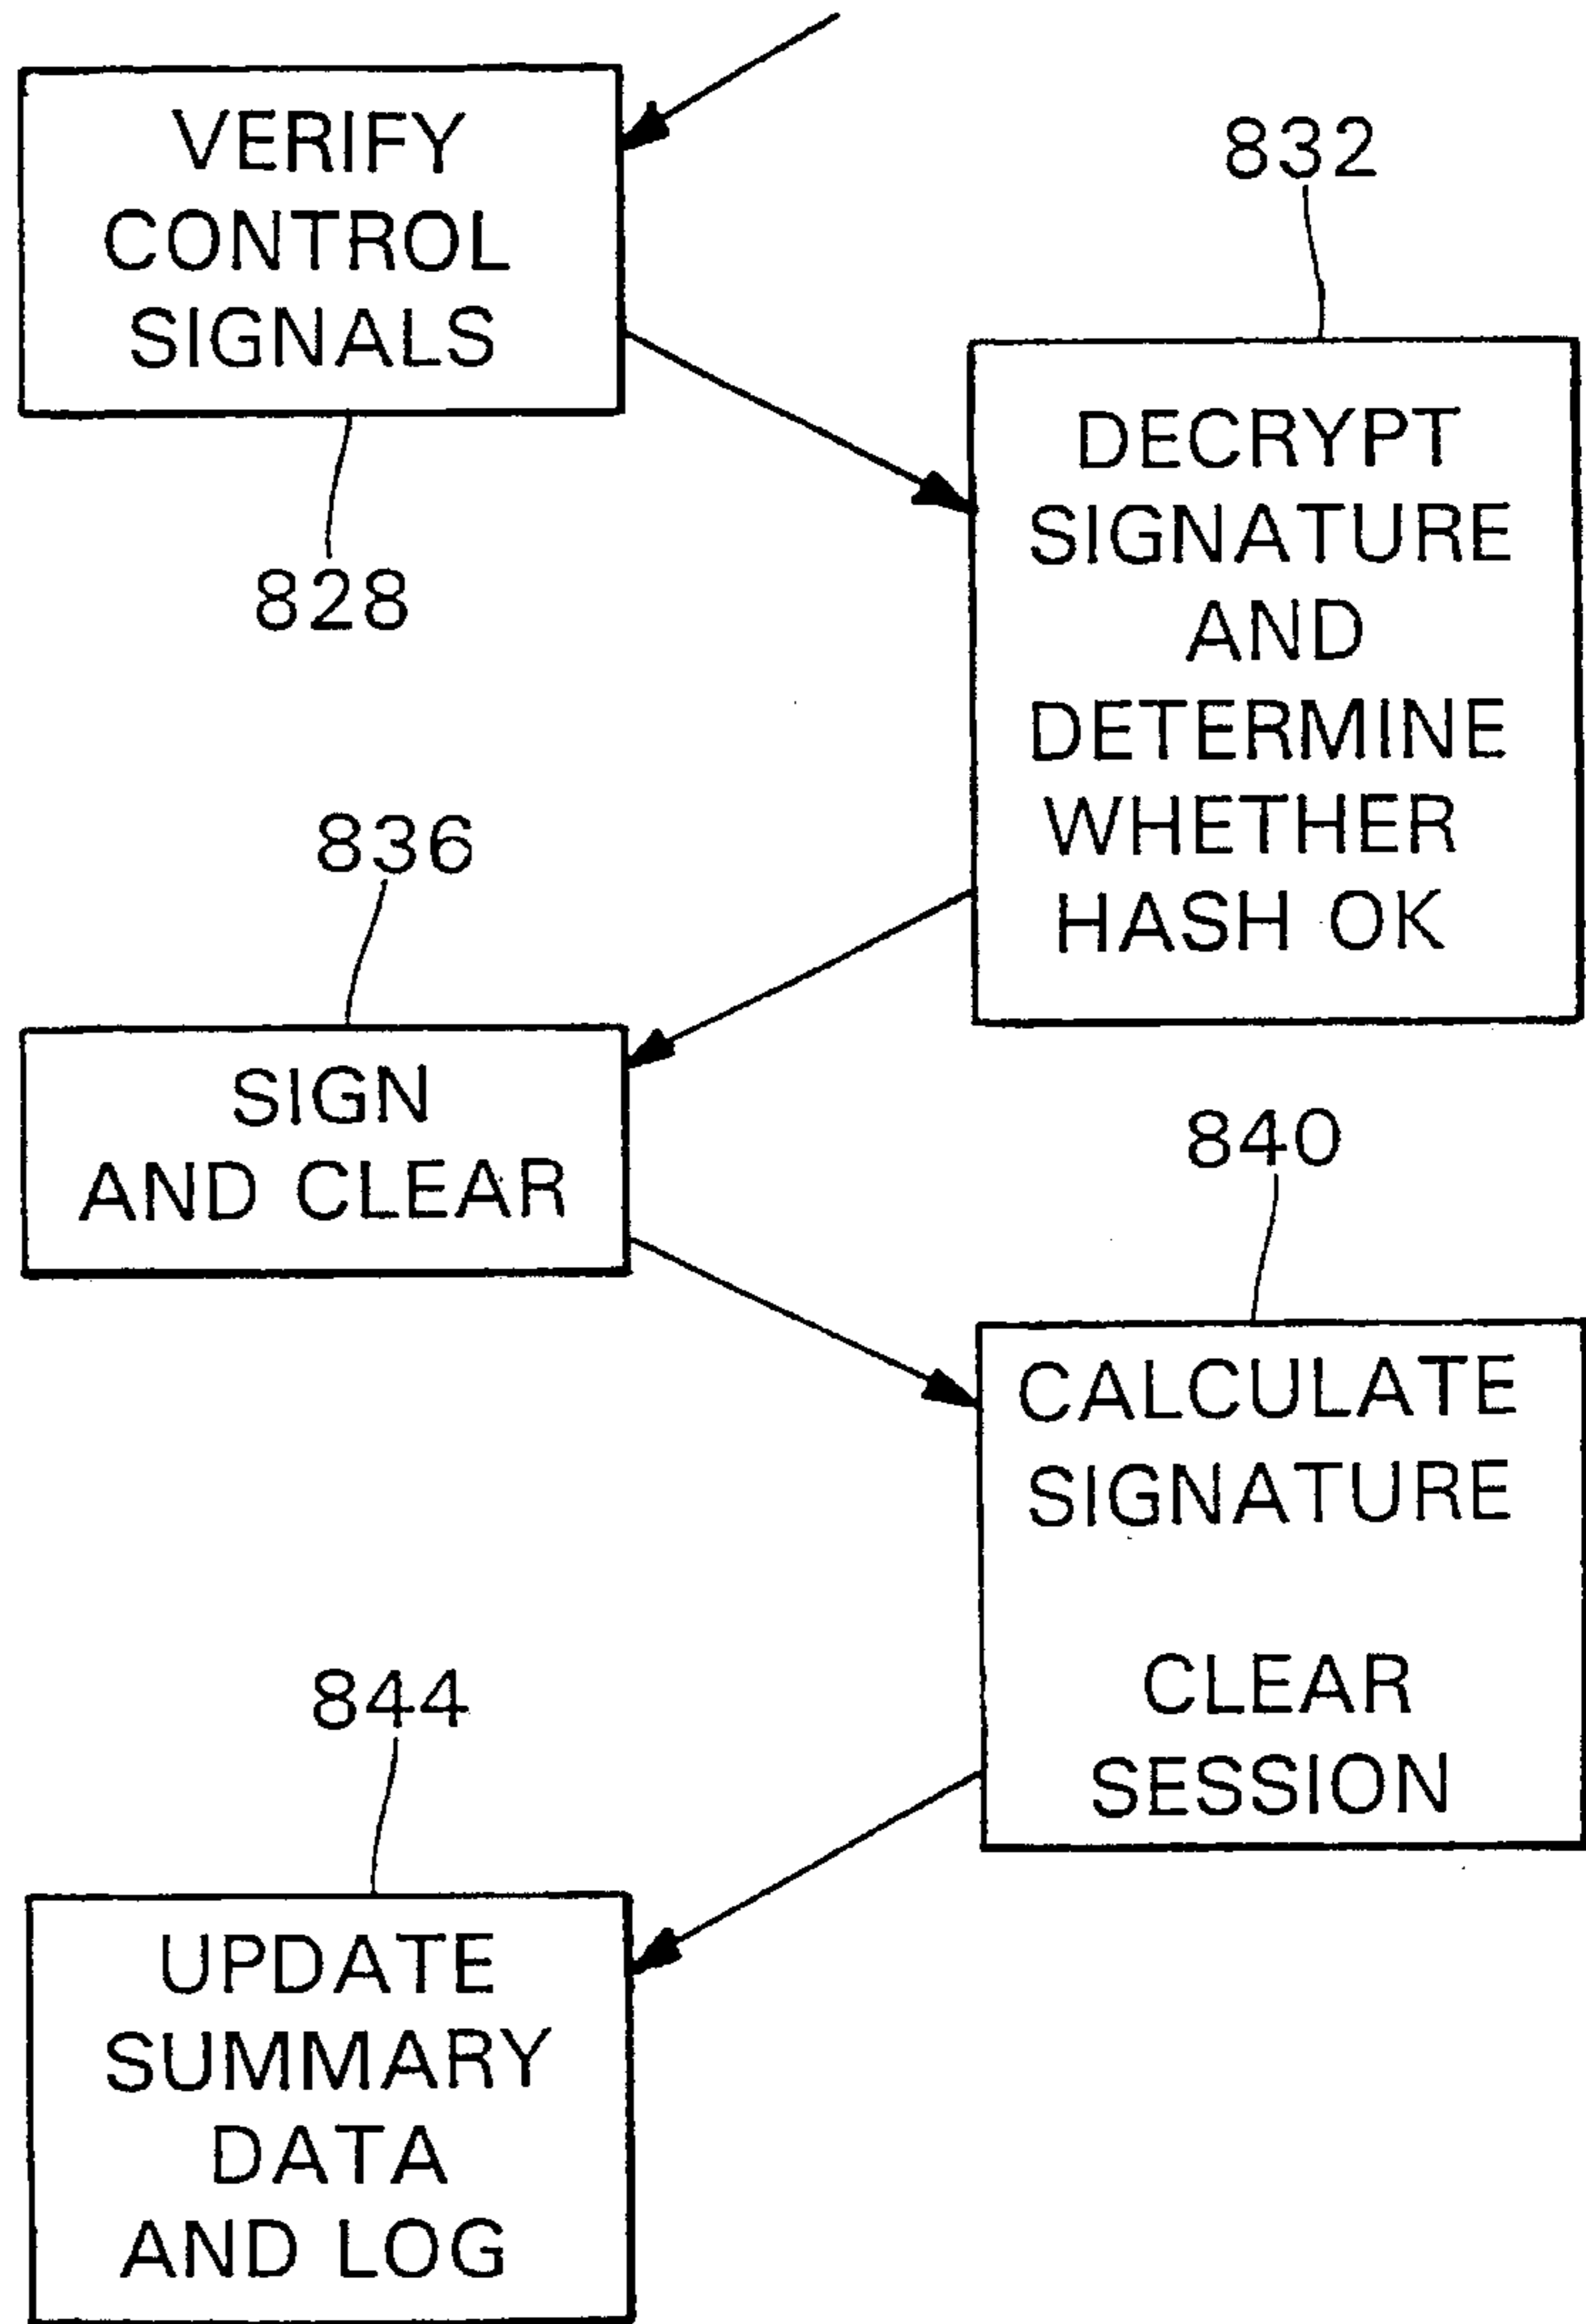 VERIFY
CONTROL
SIGNALS
828
832
DECRYPT
SIGNATURE
AND
DETERMINE
WHETHER
HASH OK
836
SIGN
AND CLEAR
840
CALCULATE
SIGNATURE
CLEAR
SESSION
844
UPDATE
SUMMARY
DATA
AND LOG